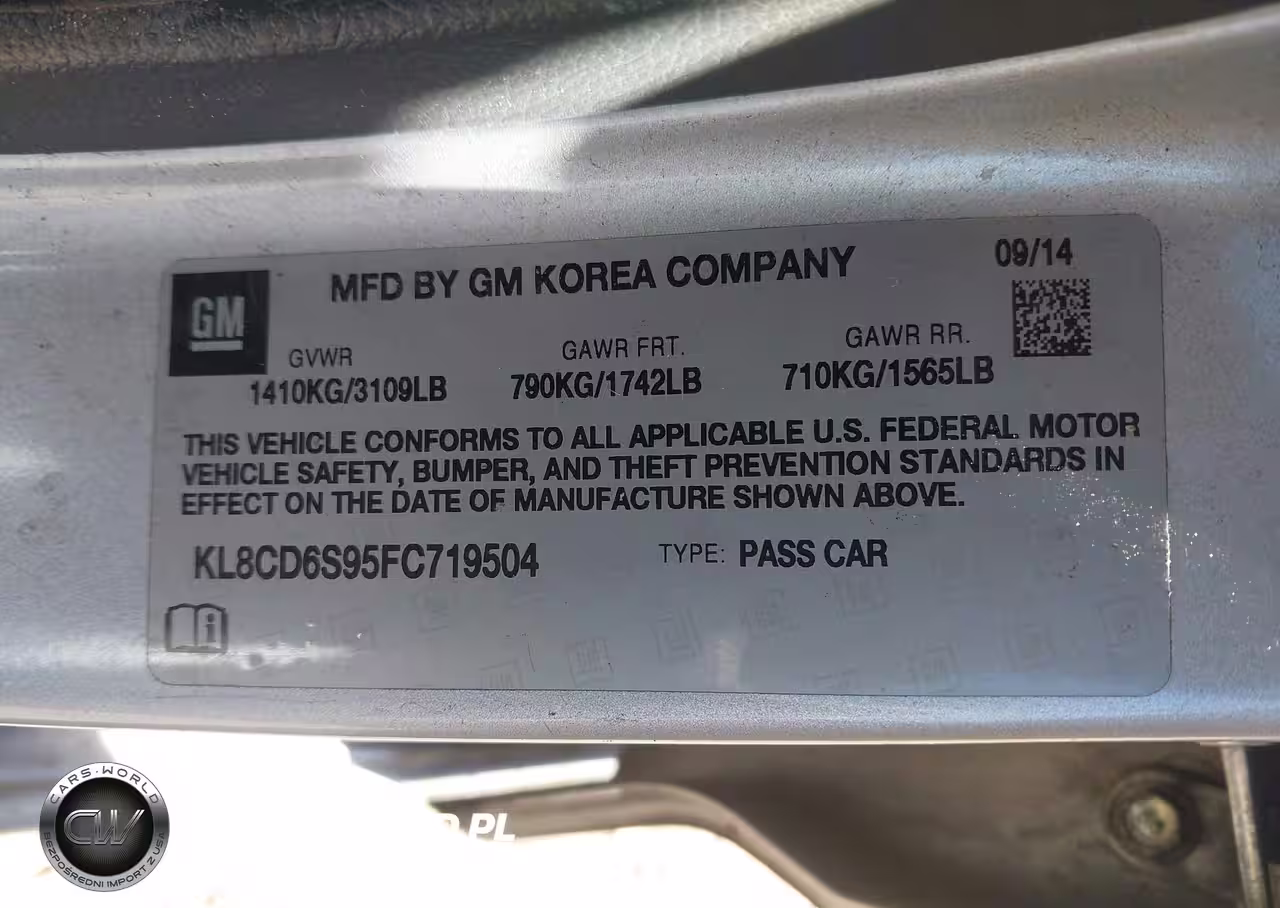 MFD BY GM KOREA COMPANY
09/14
GM
GVWR
GAWR FRT.
GAWR RR.
1410KG/3109LB
790KG/1742LB
710KG/1565LB
THIS VEHICLE CONFORMS TO ALL APPLICABLE U.S. FEDERAL MOTOR
VEHICLE SAFETY, BUMPER, AND THEFT PREVENTION STANDARDS IN
EFFECT ON THE DATE OF MANUFACTURE SHOWN ABOVE.
KL8CD6S95FC719504
TYPE: PASS CAR
i
CARS-WORLD
CW
BEZPOŚREDNI IMPORT Z USA
.PL